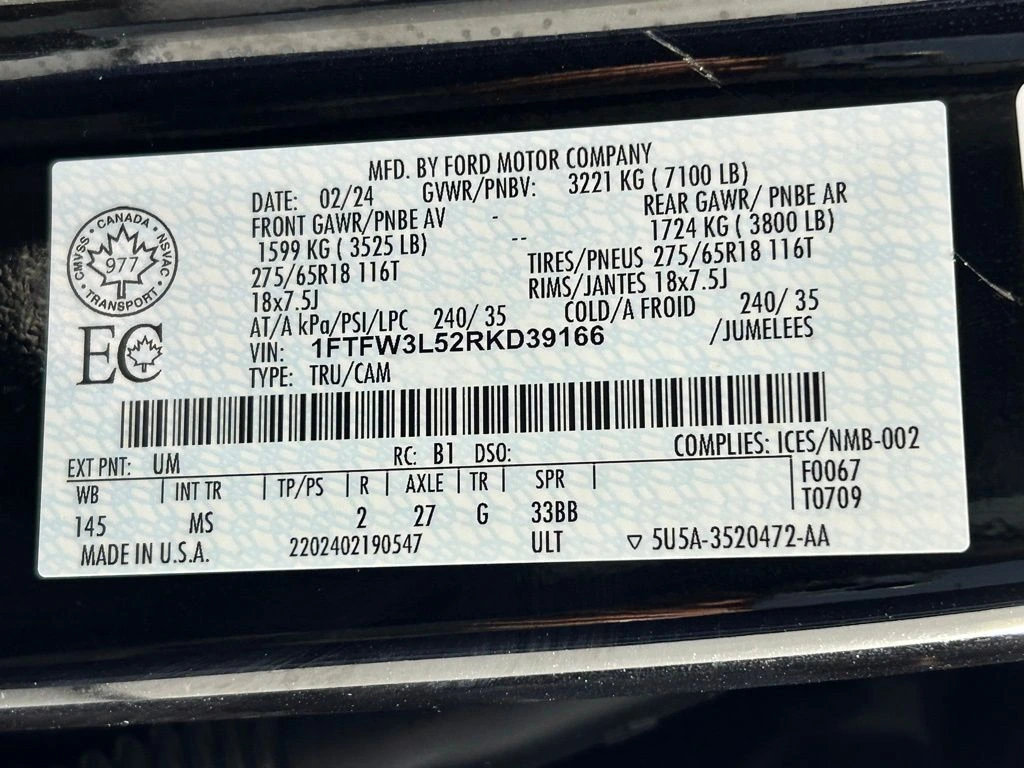 MFD. BY FORD MOTOR COMPANY
DATE: 02/24 GVWR/PNBV: 3221 KG ( 7100 LB)
FRONT GAWR/PNBE AV - REAR GAWR/ PNBE AR
1599 KG ( 3525 LB) -- 1724 KG ( 3800 LB)
275/65R18 116T TIRES/PNEUS 275/65R18 116T
18x7.5J RIMS/JANTES 18x7.5J
AT/A kPa/PSI/LPC 240/ 35 COLD/A FROID 240/ 35
VIN: 1FTFW3L52RKD39166 /JUMELEES
TYPE: TRU/CAM
CMVSS • CANADA • NSVAC
977
• TRANSPORT •
EC
EXT PNT: UM RC: B1 DSO: COMPLIES: ICES/NMB-002
WB | INT TR | TP/PS | R | AXLE | TR | SPR | F0067
145 MS 2 27 G 33BB T0709
MADE IN U.S.A. 2202402190547 ULT ▽ 5U5A-3520472-AA